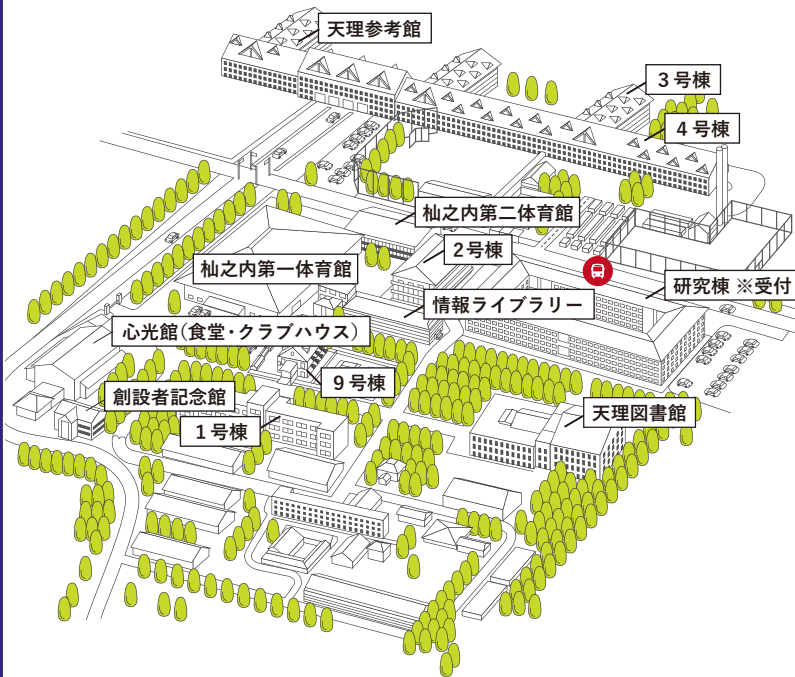 天理参考館
3号棟
4号棟
杣之内第二体育館
2号棟
杣之内第一体育館
研究棟 ※受付
情報ライブラリー
心光館(食堂・クラブハウス)
9号棟
創設者記念館
天理図書館
1号棟